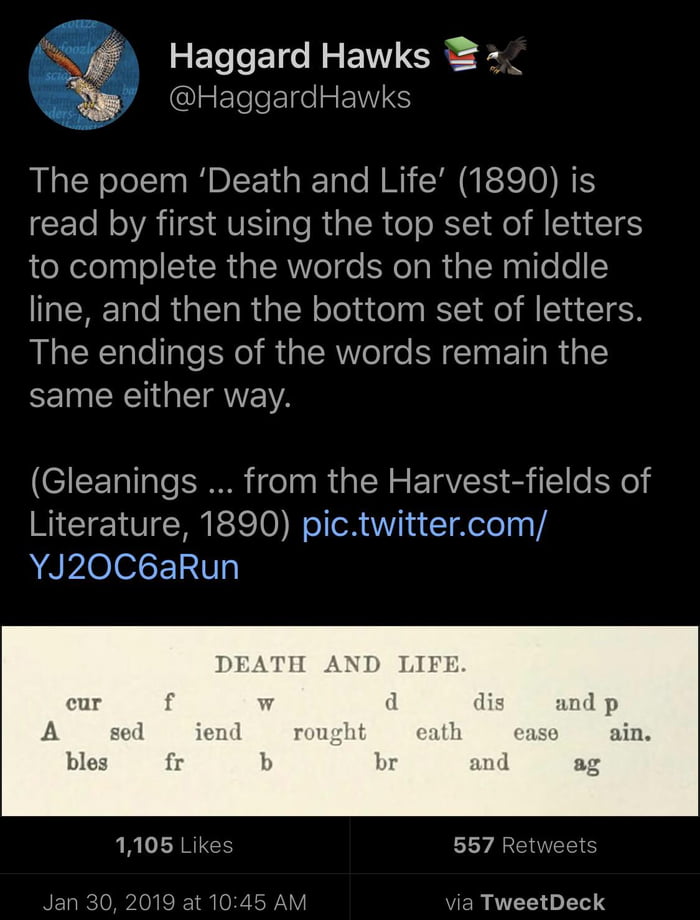 Haggard Hawks 📚🦅
@HaggardHawks
The poem ‘Death and Life’ (1890) is
read by first using the top set of letters
to complete the words on the middle
line, and then the bottom set of letters.
The endings of the words remain the
same either way.
(Gleanings ... from the Harvest-fields of
Literature, 1890) pic.twitter.com/
YJ2OC6aRun
DEATH AND LIFE.
cur f w d dis and p
A sed iend rought eath ease ain.
bles fr b br and ag
1,105 Likes 557 Retweets
Jan 30, 2019 at 10:45 AM via TweetDeck